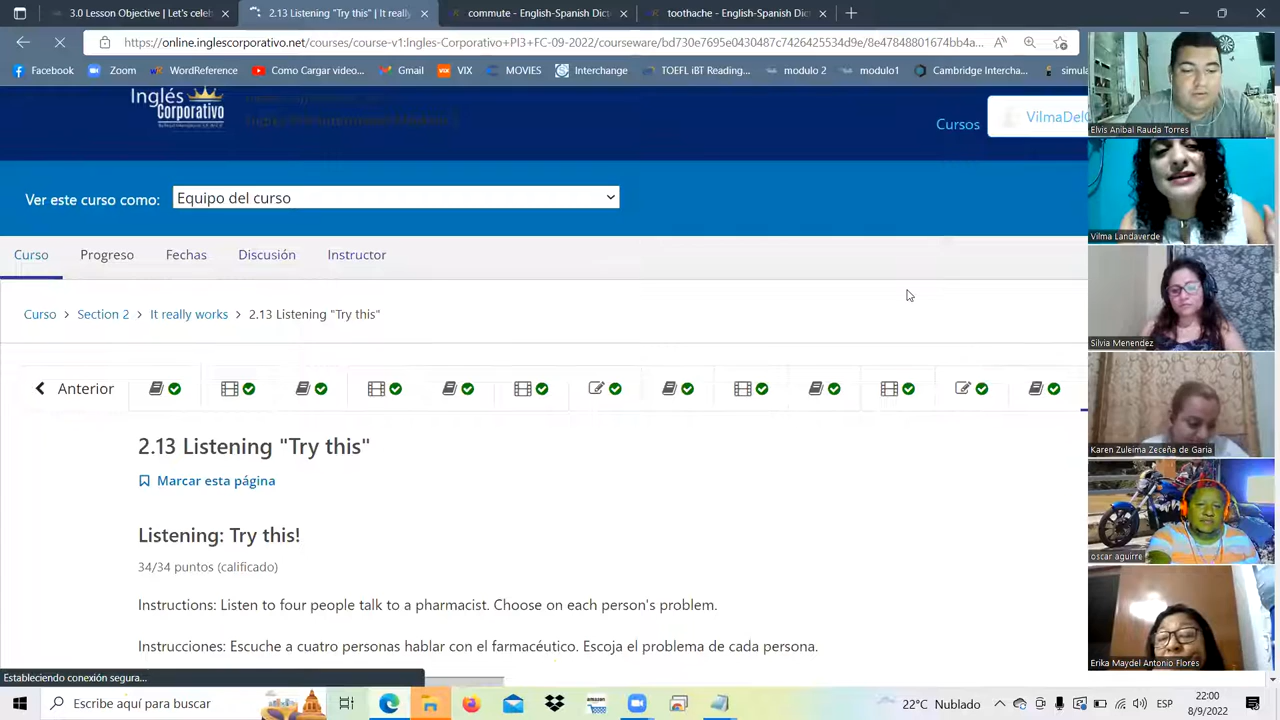 3.0 Lesson Objective | Let's celeb
2.13 Listening "Try this" | It really
commute - English-Spanish Dict
toothache - English-Spanish Dict
https://online.inglescorporativo.net/courses/course-v1:Ingles-Corporativo+PI3+FC-09-2022/courseware/bd730e7695e0430487c7426425534d9e/8e47848801674bb4a...
Facebook
Zoom
WordReference
Como Cargar video...
Gmail
VIX
MOVIES
Interchange
TOEFL iBT Reading...
modulo 2
modulo1
Cambridge Intercha...
simula
Inglés
Corporativo
Cursos
VilmaDelC
Ver este curso como:
Equipo del curso
Curso
Progreso
Fechas
Discusión
Instructor
Curso > Section 2 > It really works > 2.13 Listening "Try this"
Anterior
2.13 Listening "Try this"
Marcar esta página
Listening: Try this!
34/34 puntos (calificado)
Instructions: Listen to four people talk to a pharmacist. Choose on each person's problem.
Instrucciones: Escuche a cuatro personas hablar con el farmacéutico. Escoja el problema de cada persona.
Estableciendo conexión segura...
Escribe aquí para buscar
amazon
22°C Nublado
ESP
22:00
8/9/2022
Elvis Anibal Rauda Torres
Vilma Landaverde
Silvia Menendez
Karen Zuleima Zeceña de Garia
oscar aguirre
Erika Maydel Antonio Flores